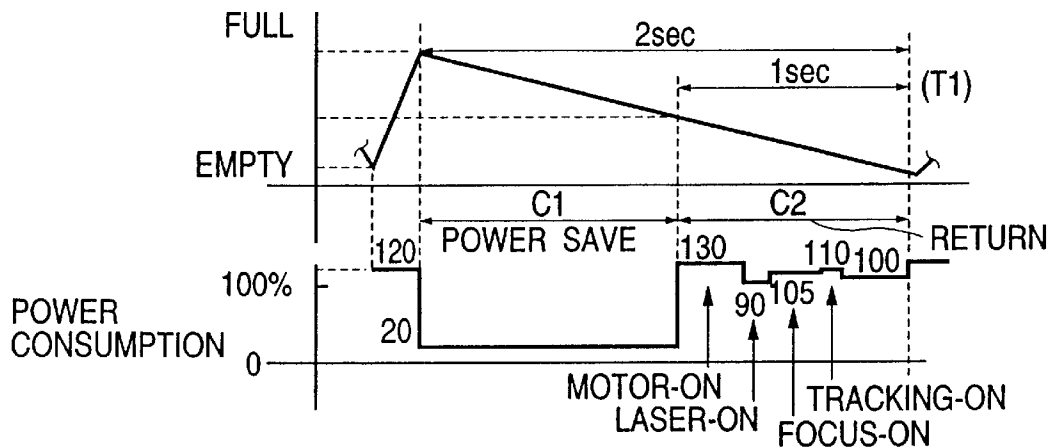 FULL
2sec
1sec
(T1)
EMPTY
C1
C2
POWER SAVE
RETURN
120
130
110
100
100%
90
105
POWER
CONSUMPTION
20
0
MOTOR-ON
TRACKING-ON
LASER-ON
FOCUS-ON